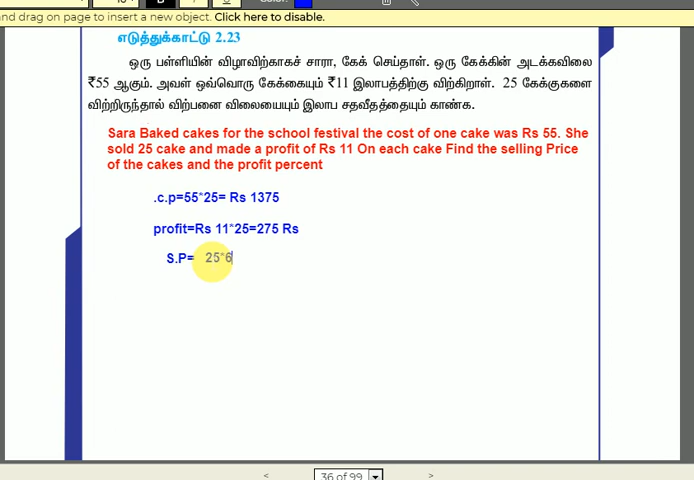 Color:
and drag on page to insert a new object. Click here to disable.
எடுத்துக்காட்டு 2.23
ஒரு பள்ளியின் விழாவிற்காகச் சாரா, கேக் செய்தாள். ஒரு கேக்கின் அடக்கவிலை
₹55 ஆகும். அவள் ஒவ்வொரு கேக்கையும் ₹11 இலாபத்திற்கு விற்கிறாள். 25 கேக்குகளை
விற்றிருந்தால் விற்பனை விலையையும் இலாப சதவீதத்தையும் காண்க.
Sara Baked cakes for the school festival the cost of one cake was Rs 55. She
sold 25 cake and made a profit of Rs 11 On each cake Find the selling Price
of the cakes and the profit percent
.c.p=55*25= Rs 1375
profit=Rs 11*25=275 Rs
S.P= 25*6
< 36 of 99 >